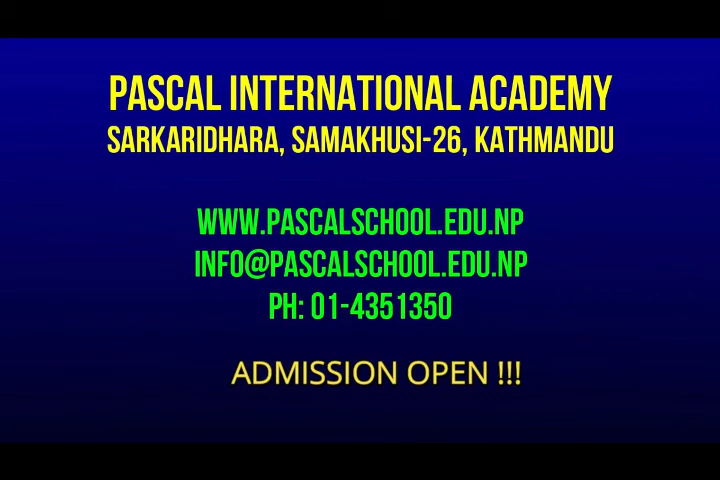 PASCAL INTERNATIONAL ACADEMY
SARKARIDHARA, SAMAKHUSI-26, KATHMANDU
WWW.PASCALSCHOOL.EDU.NP
INFO@PASCALSCHOOL.EDU.NP
PH: 01-4351350
ADMISSION OPEN !!!